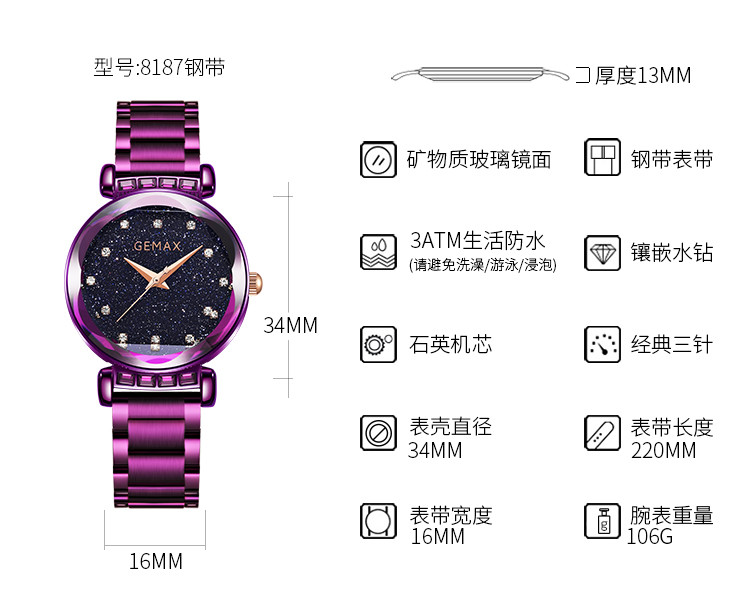 型号:8187钢带
厚度13MM
GEMAX
34MM
16MM
矿物质玻璃镜面
钢带表带
3ATM生活防水
(请避免洗澡/游泳/浸泡)
镶嵌水钻
石英机芯
经典三针
表壳直径
34MM
表带长度
220MM
表带宽度
16MM
g
腕表重量
106G